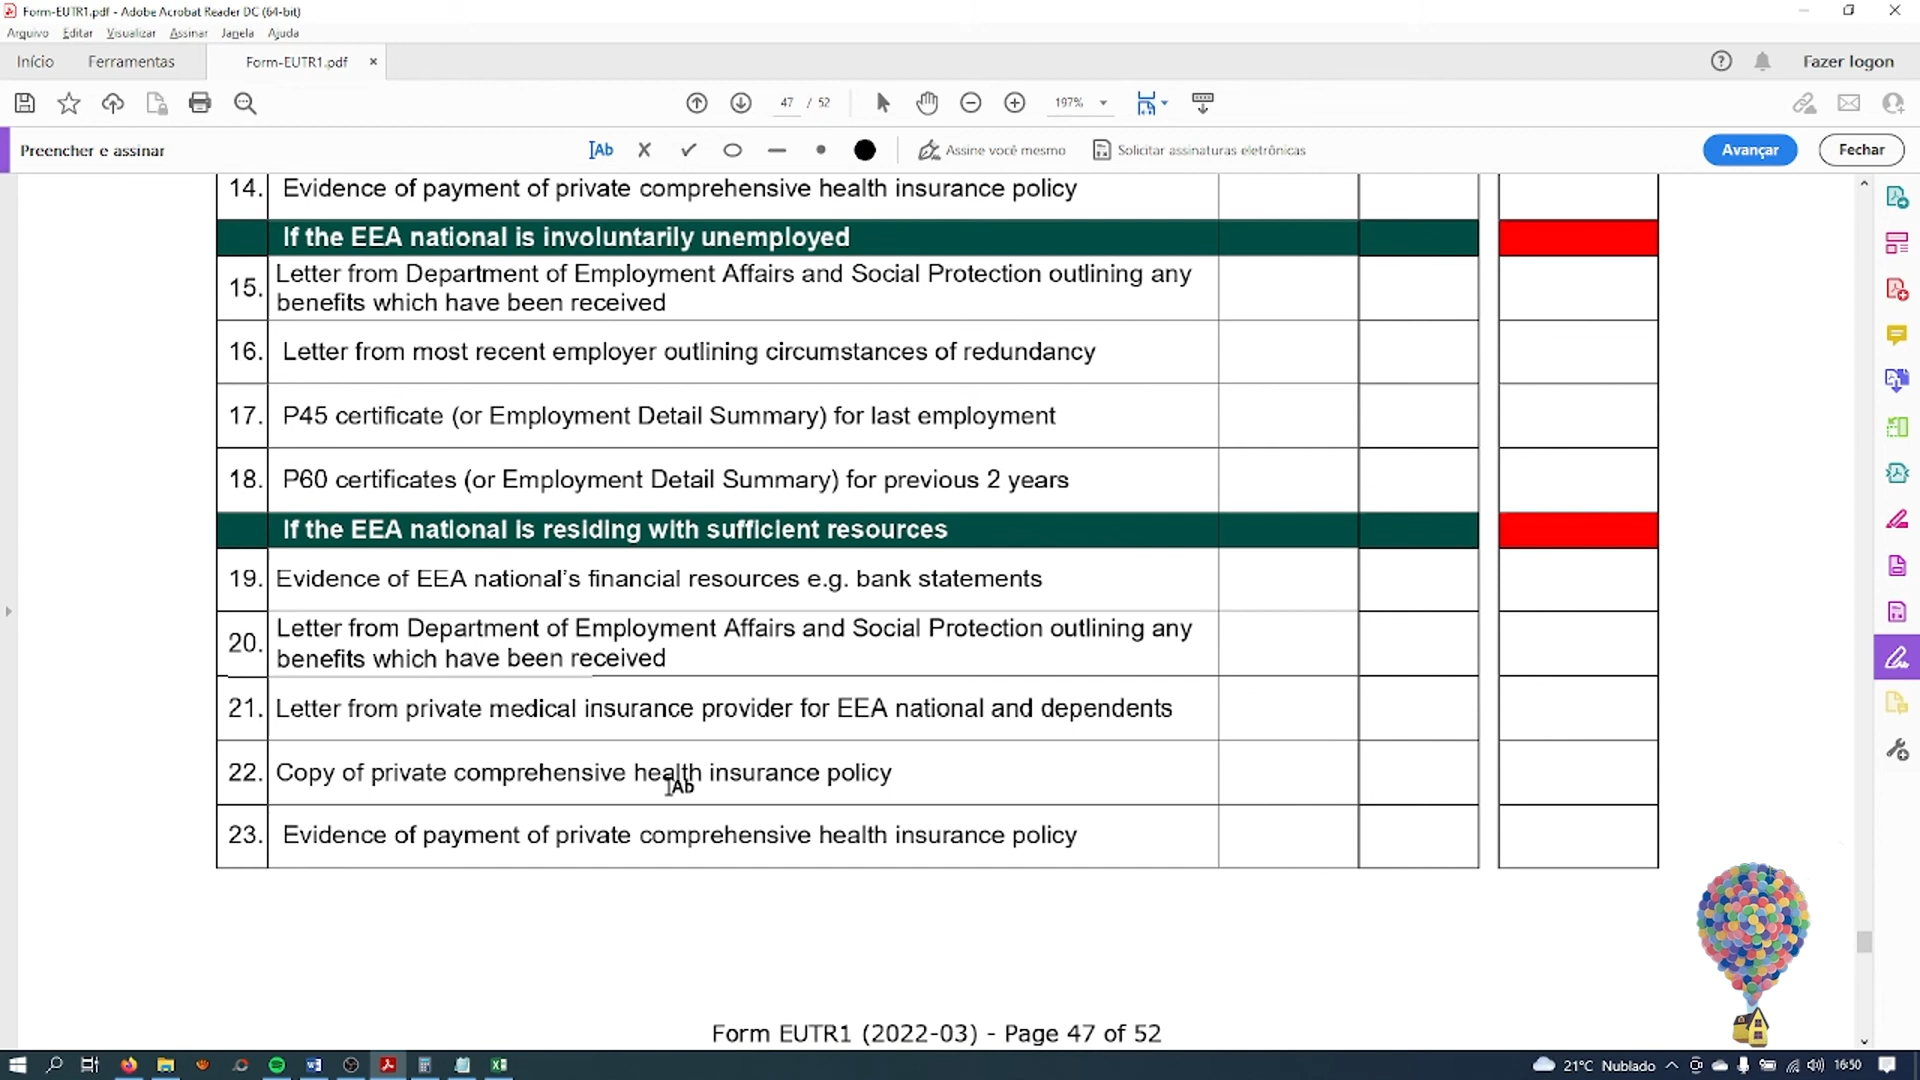 Form-EUTR1.pdf - Adobe Acrobat Reader DC (64-bit)
Arquivo Editar Visualizar Assinar Janela Ajuda
Início Ferramentas Form-EUTR1.pdf × Fazer logon
47 / 52 197%
Preencher e assinar Ab Assine você mesmo Solicitar assinaturas eletrônicas Avançar Fechar
14. Evidence of payment of private comprehensive health insurance policy
If the EEA national is involuntarily unemployed
15. Letter from Department of Employment Affairs and Social Protection outlining any
benefits which have been received
16. Letter from most recent employer outlining circumstances of redundancy
17. P45 certificate (or Employment Detail Summary) for last employment
18. P60 certificates (or Employment Detail Summary) for previous 2 years
If the EEA national is residing with sufficient resources
19. Evidence of EEA national's financial resources e.g. bank statements
20. Letter from Department of Employment Affairs and Social Protection outlining any
benefits which have been received
21. Letter from private medical insurance provider for EEA national and dependents
22. Copy of private comprehensive health insurance policy
Ab
23. Evidence of payment of private comprehensive health insurance policy
Form EUTR1 (2022-03) - Page 47 of 52
21°C Nublado 16:50